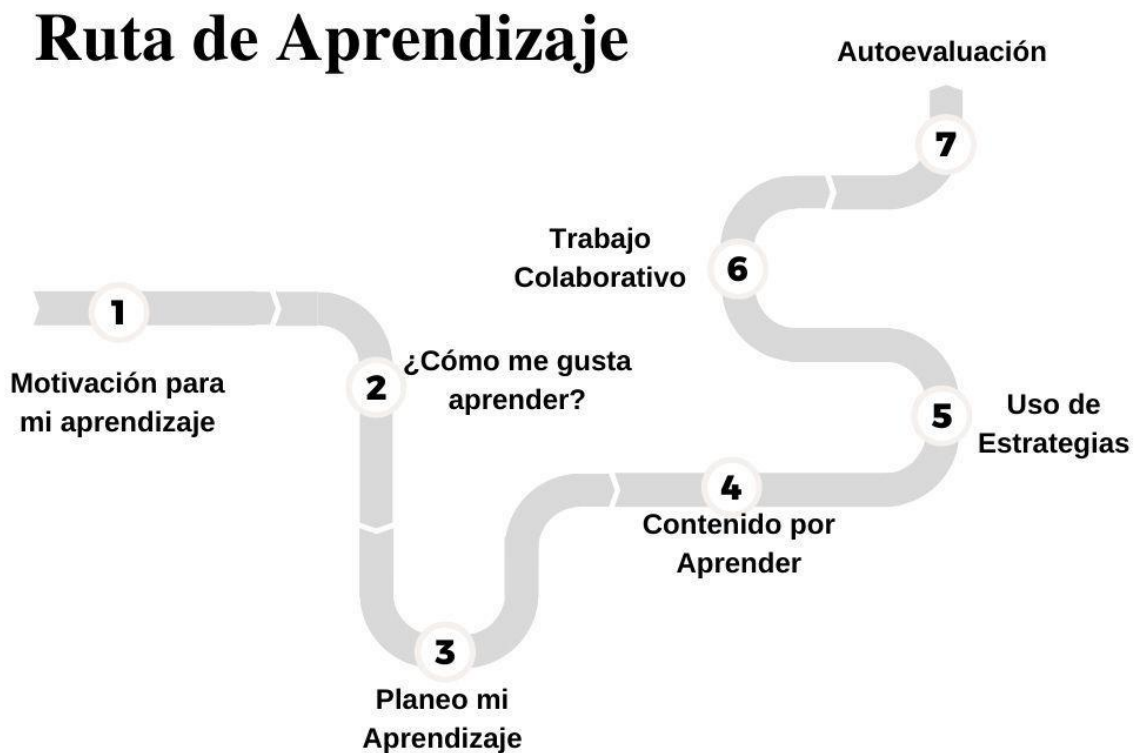 Ruta de Aprendizaje
1
Motivación para
mi aprendizaje
2
¿Cómo me gusta
aprender?
3
Planeo mi
Aprendizaje
4
Contenido por
Aprender
5
Uso de
Estrategias
6
Trabajo
Colaborativo
7
Autoevaluación